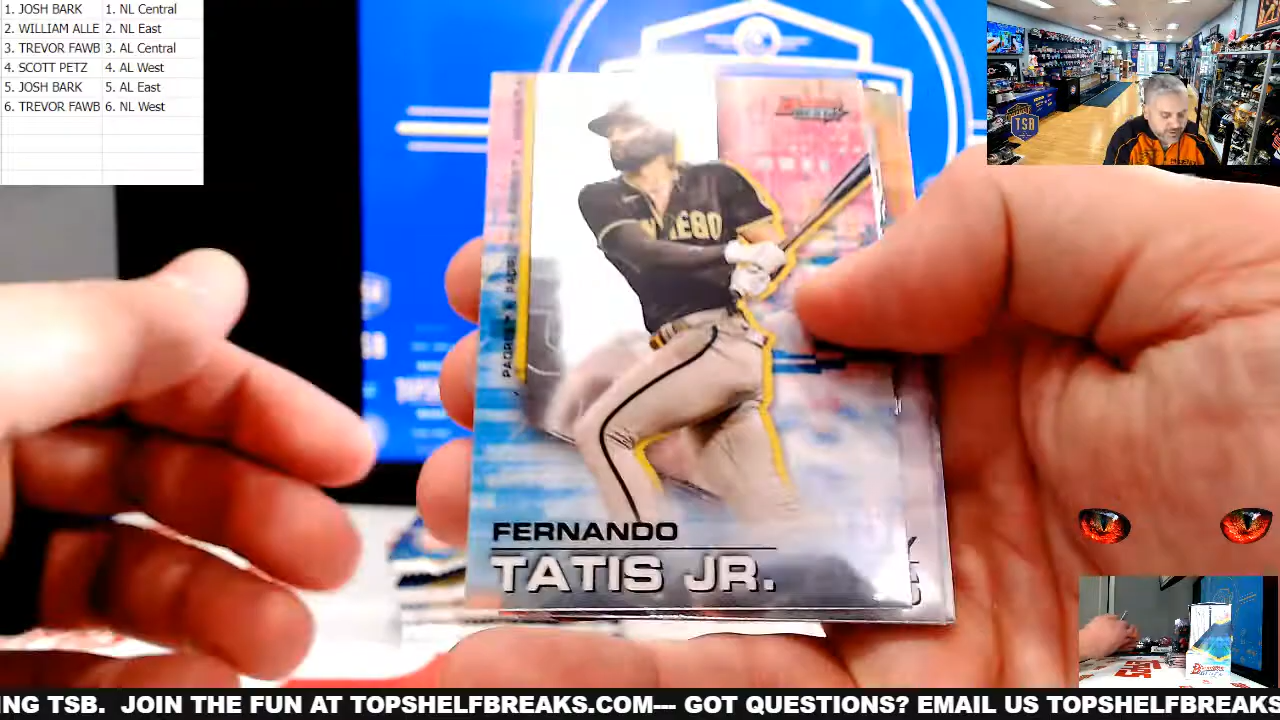 1. JOSH BARK 1. NL Central
2. WILLIAM ALLE 2. NL East
3. TREVOR FAWB 3. AL Central
4. SCOTT PETZ 4. AL West
5. JOSH BARK 5. AL East
6. TREVOR FAWB 6. NL West
TSB
FERNANDO
TATIS JR.
ING TSB. JOIN THE FUN AT TOPSHELFBREAKS.COM--- GOT QUESTIONS? EMAIL US TOPSHELFBREAKS